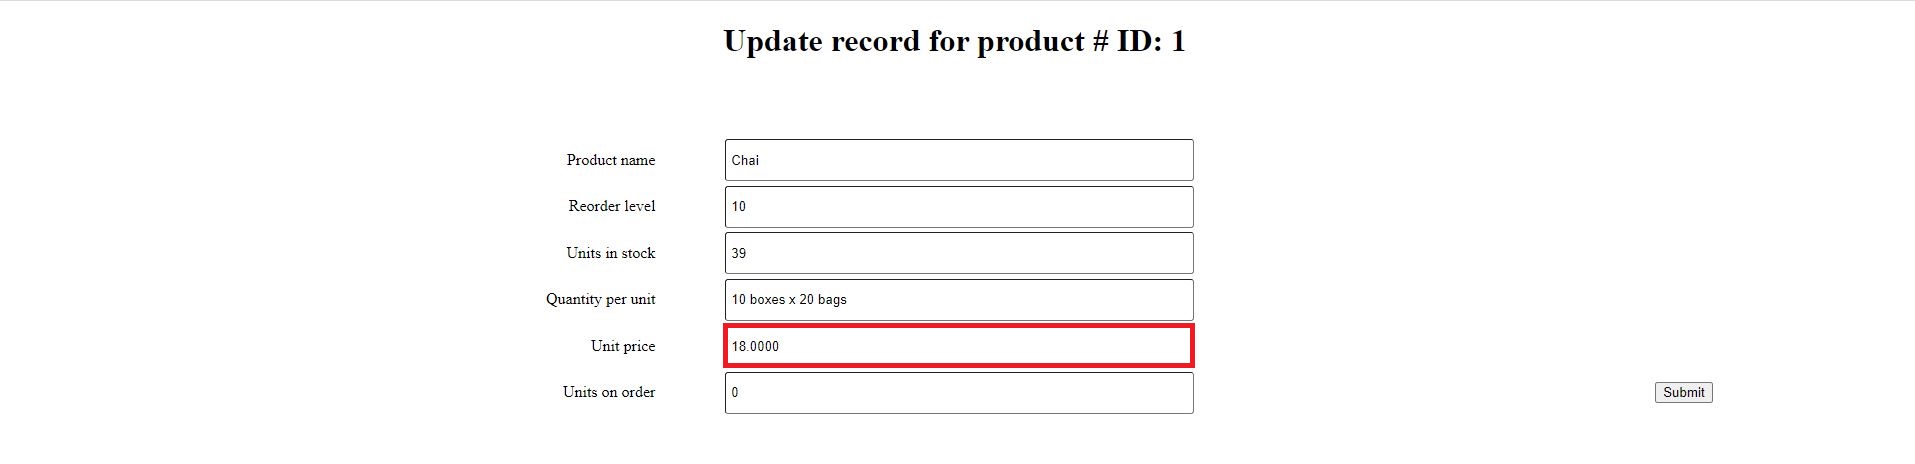 Update record for product # ID: 1
Product name Chai
Reorder level 10
Units in stock 39
Quantity per unit 10 boxes x 20 bags
Unit price 18.0000
Units on order 0 Submit